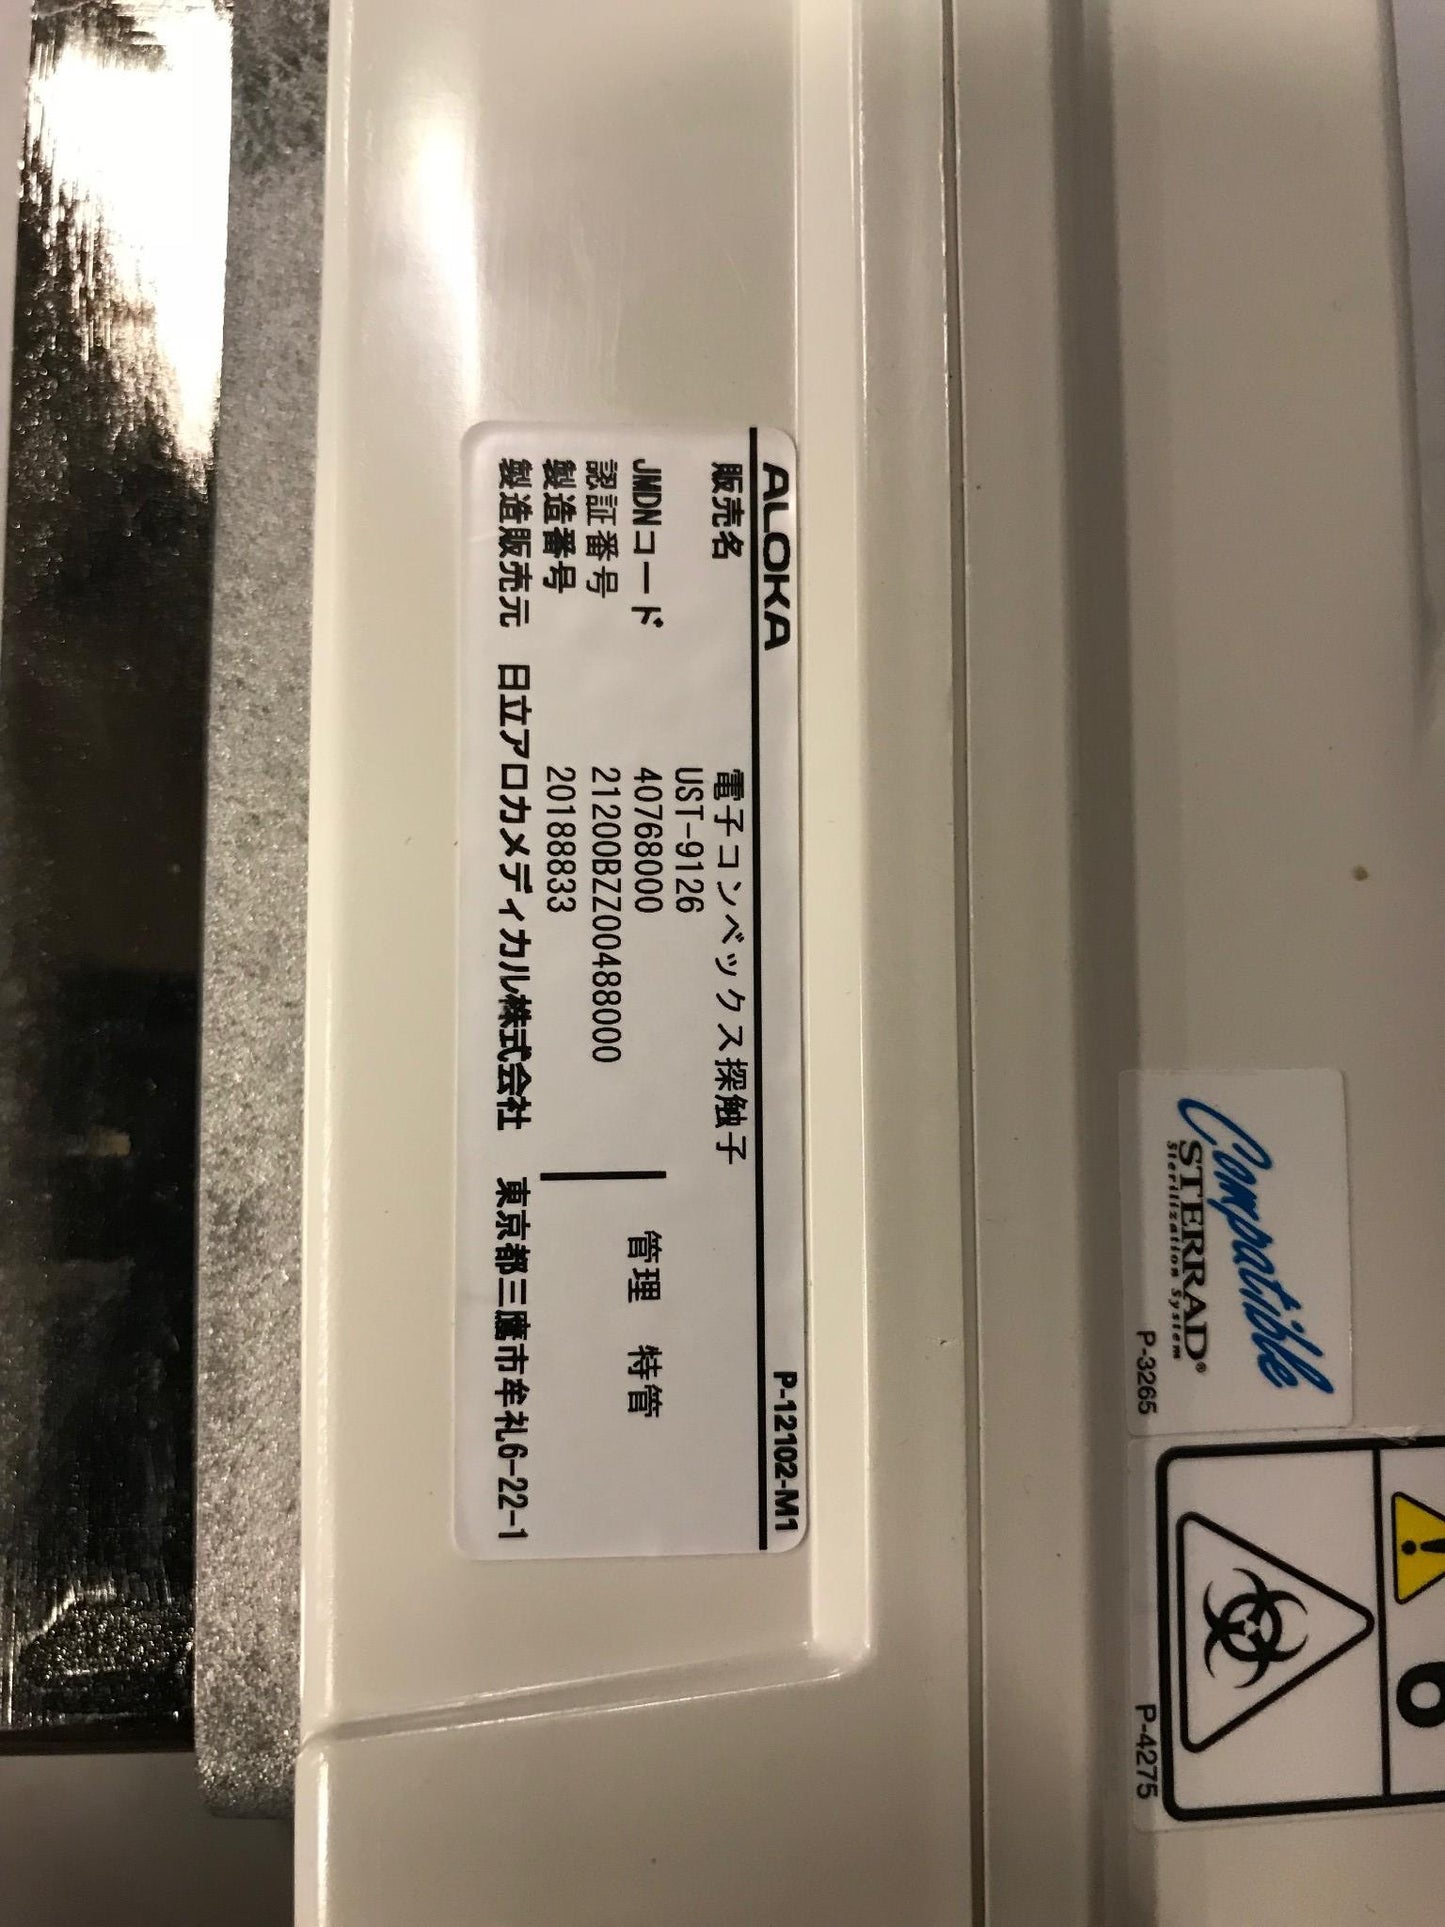 ALOKA P-12102-M1
販売名 電子コンベックス探触子
UST-9126
JMDNコード 40768000 管理 特管
認証番号 21200BZZ00488000
製造番号 20188833
製造販売元 日立アロカメディカル株式会社 東京都三鷹市牟礼6-22-1
Compatible
STERRAD®
Sterilization System
P-3265
6
P-4275